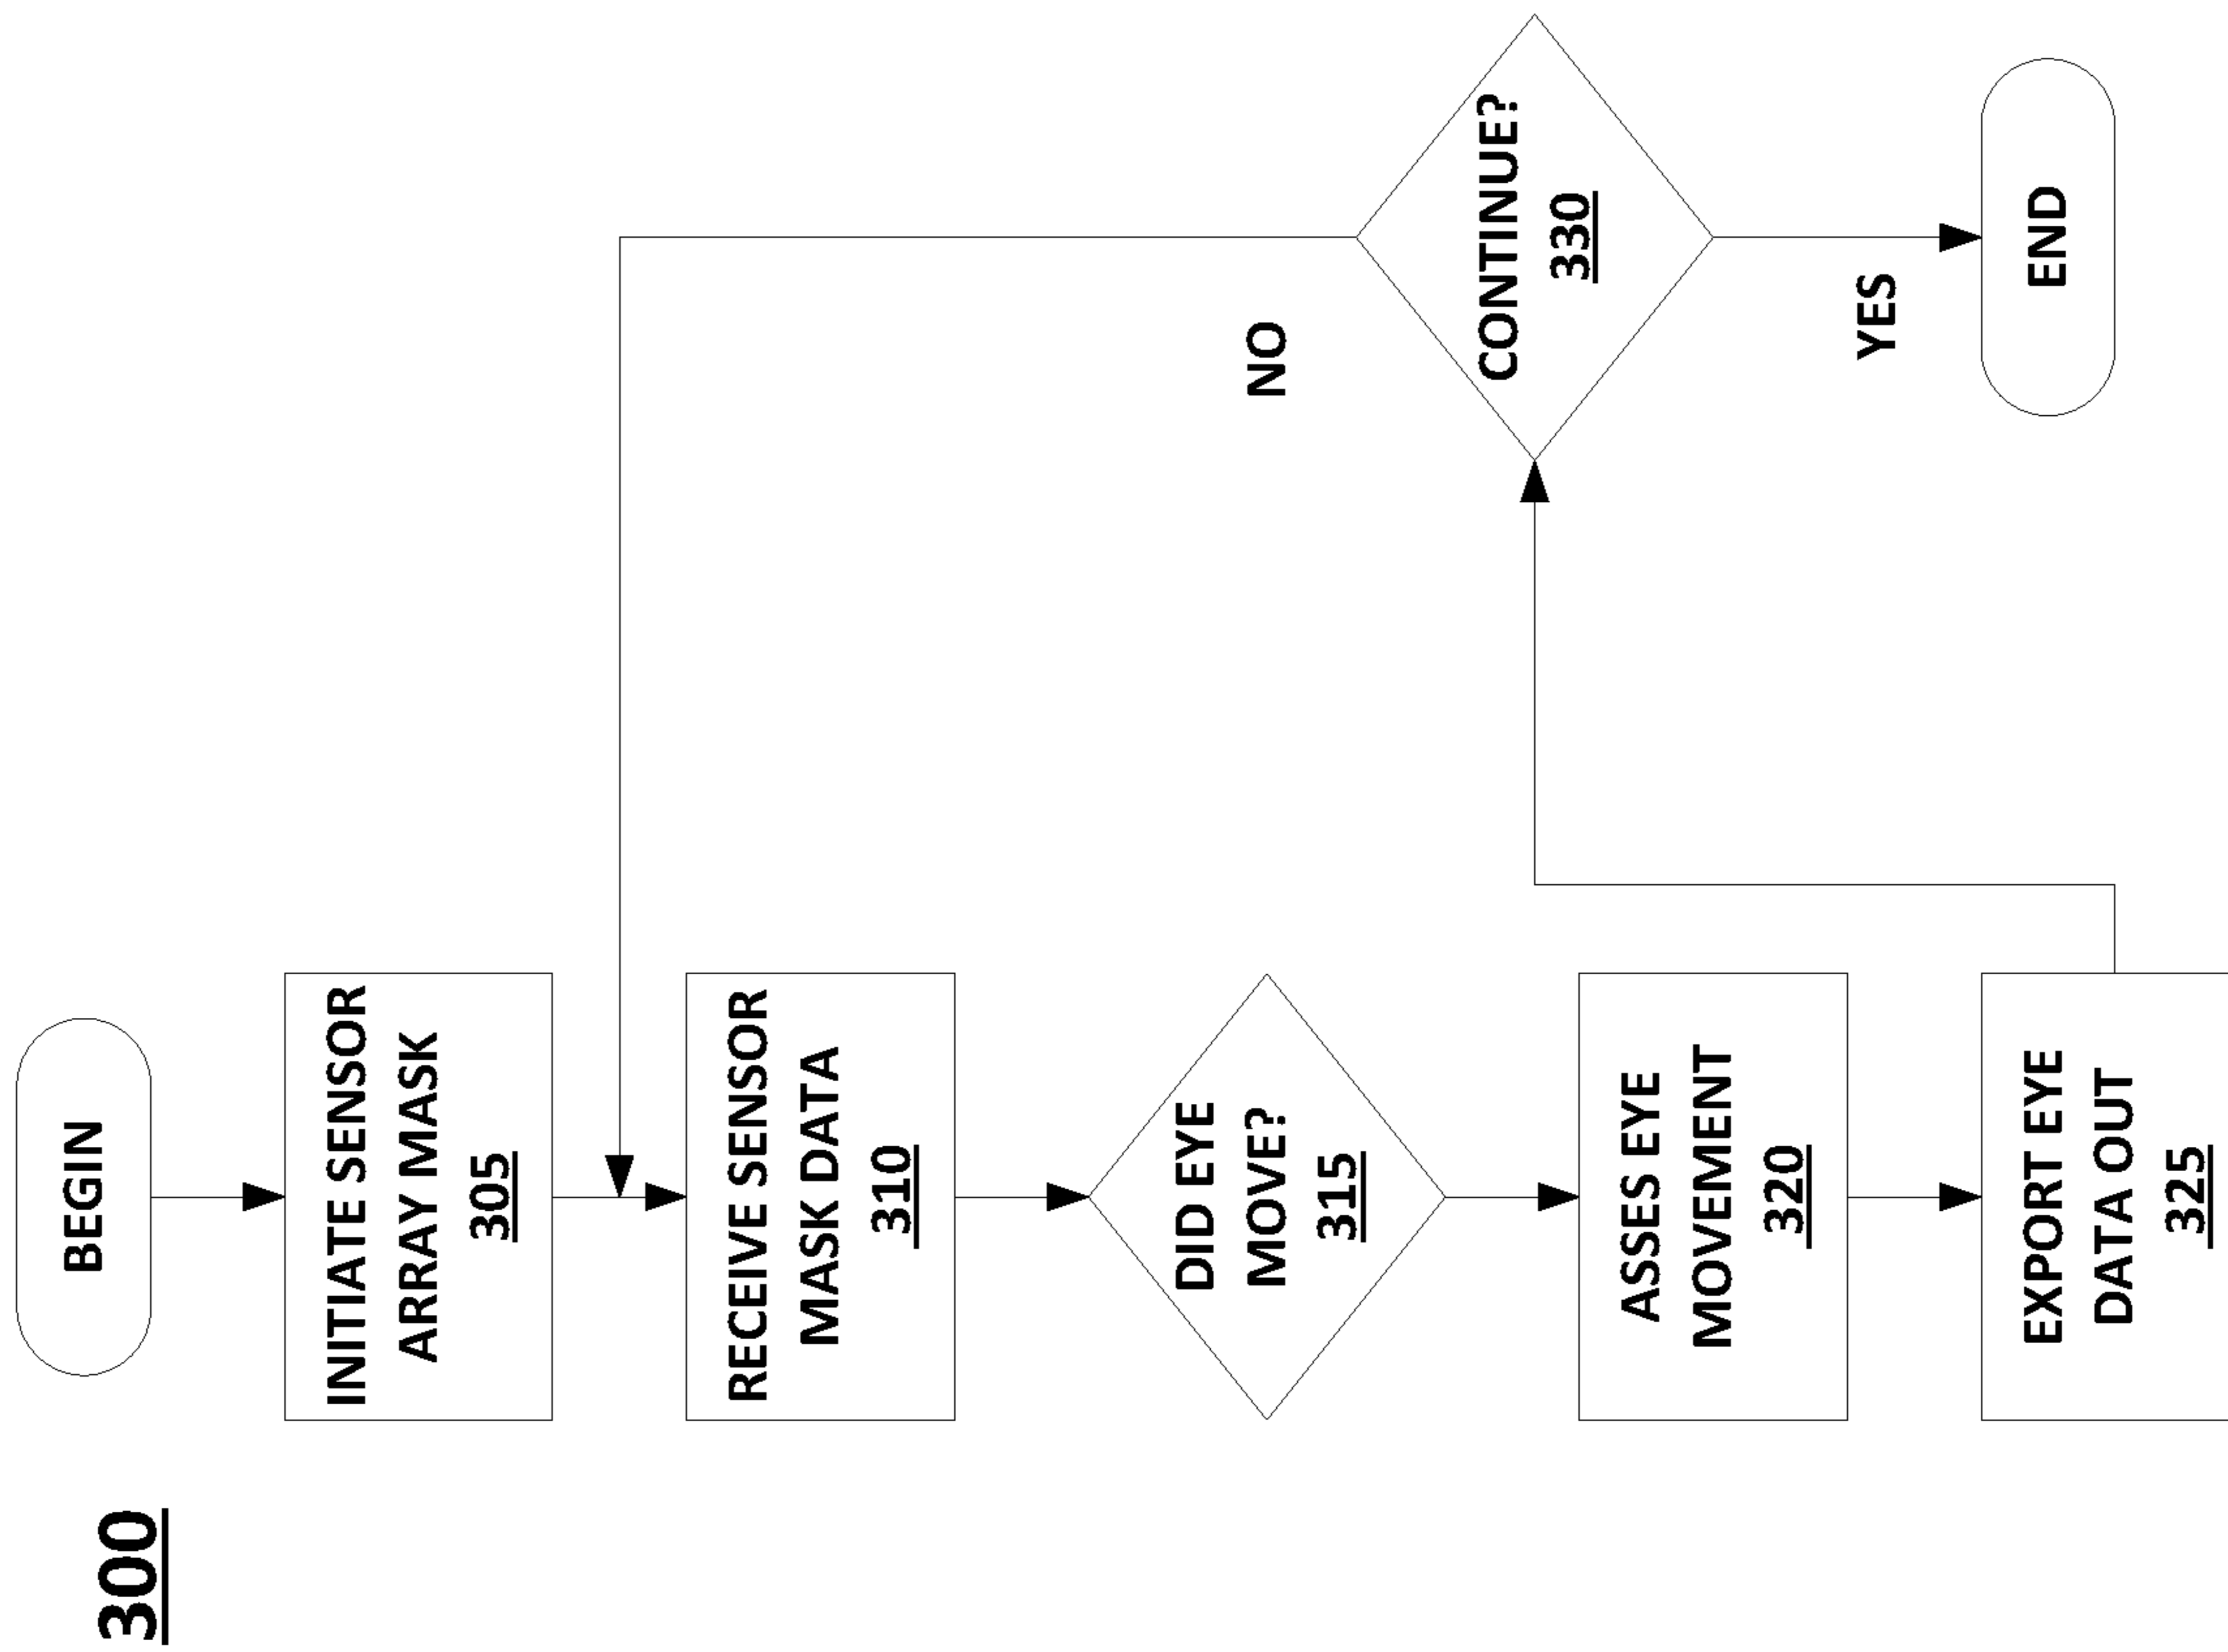 300
BEGIN
INITIATE SENSOR
ARRAY MASK
305
RECEIVE SENSOR
MASK DATA
310
DID EYE
MOVE?
315
ASSES EYE
MOVEMENT
320
EXPORT EYE
DATA OUT
325
NO
CONTINUE?
330
YES
END